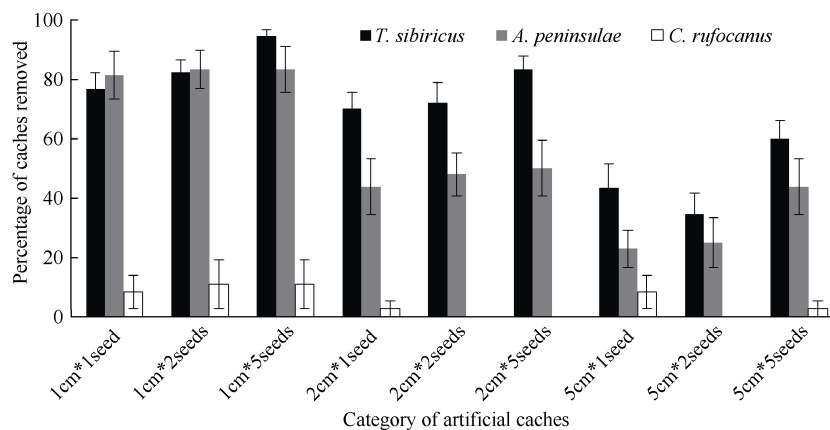 100
80
60
40
20
0
Percentage of caches removed
T. sibiricus
A. peninsulae
C. rufocanus
1cm*1seed
1cm*2seeds
1cm*5seeds
2cm*1seed
2cm*2seeds
2cm*5seeds
5cm*1seed
5cm*2seeds
5cm*5seeds
Category of artificial caches